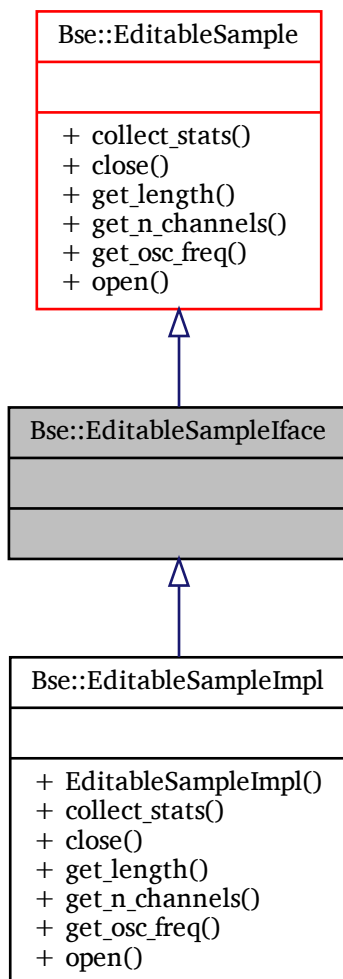 Bse::EditableSample
+ collect_stats()
+ close()
+ get_length()
+ get_n_channels()
+ get_osc_freq()
+ open()
Bse::EditableSampleIface
Bse::EditableSampleImpl
+ EditableSampleImpl()
+ collect_stats()
+ close()
+ get_length()
+ get_n_channels()
+ get_osc_freq()
+ open()